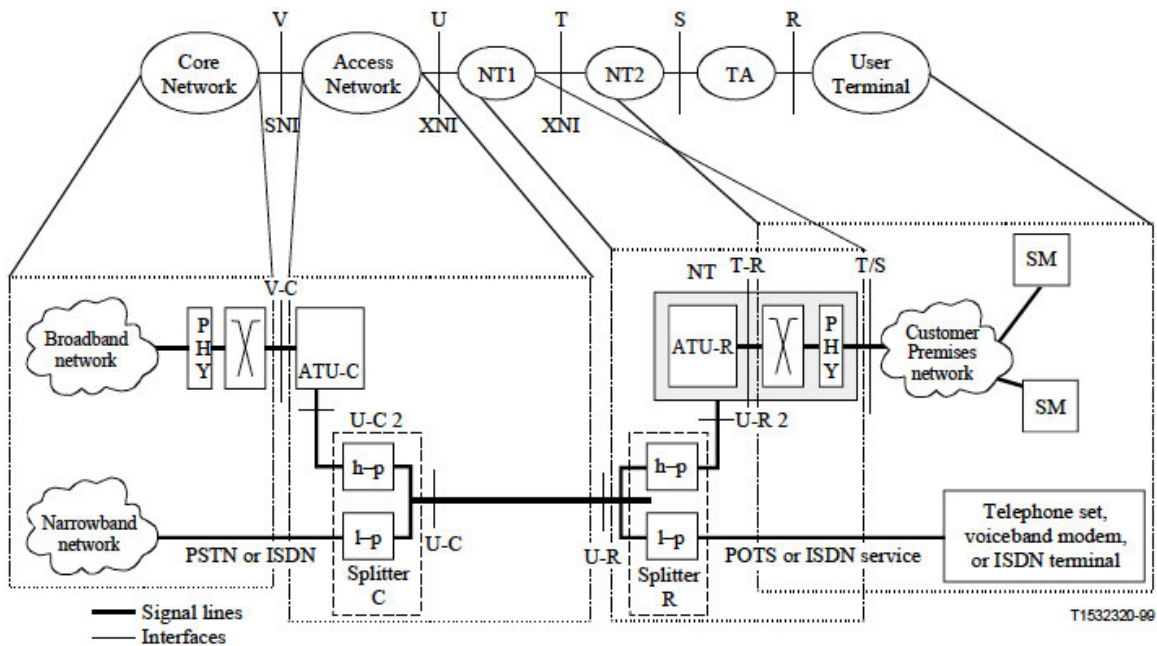 V
U
T
S
R
Core
Network
Access
Network
NT1
NT2
TA
User
Terminal
SNI
XNI
XNI
V-C
NT
T-R
T/S
SM
Broadband
network
P
H
Y
ATU-C
ATU-R
P
H
Y
Customer
Premises
network
SM
U-C 2
U-R 2
h–p
h–p
Narrowband
network
PSTN or ISDN
l–p
U-C
U-R
l–p
POTS or ISDN service
Telephone set,
voiceband modem,
or ISDN terminal
Splitter
C
Splitter
R
Signal lines
Interfaces
T1532320-99